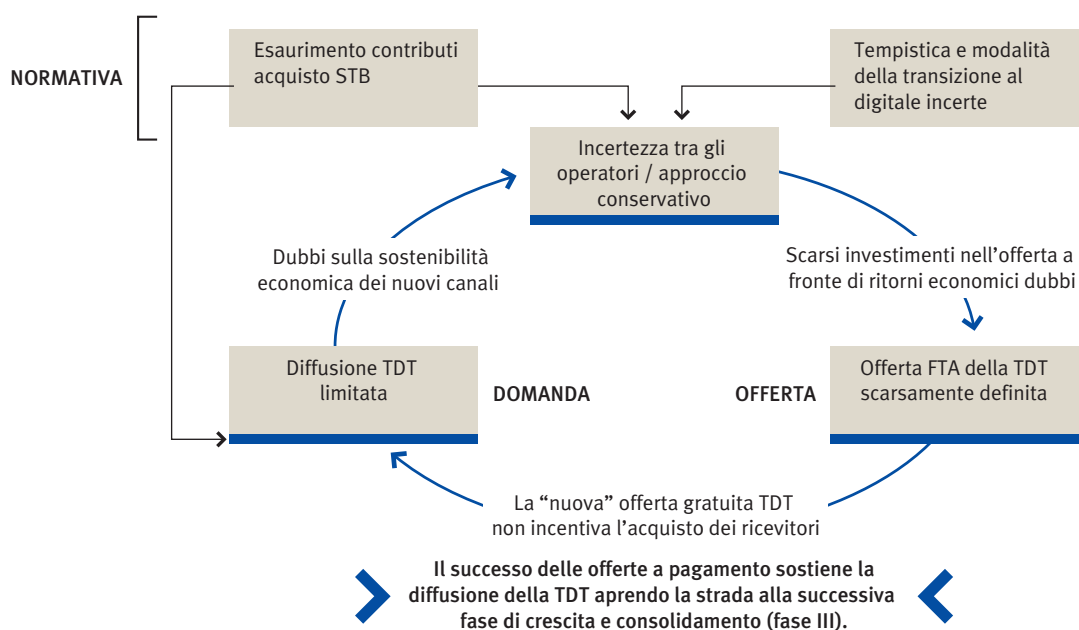 NORMATIVA
Esaurimento contributi
acquisto STB
Tempistica e modalità
della transizione al
digitale incerte
Incertezza tra gli
operatori / approccio
conservativo
Dubbi sulla sostenibilità
economica dei nuovi canali
Scarsi investimenti nell’offerta a
fronte di ritorni economici dubbi
Diffusione TDT
limitata
DOMANDA
OFFERTA
Offerta FTA della TDT
scarsamente definita
La “nuova” offerta gratuita TDT
non incentiva l’acquisto dei ricevitori
Il successo delle offerte a pagamento sostiene la
diffusione della TDT aprendo la strada alla successiva
fase di crescita e consolidamento (fase III).